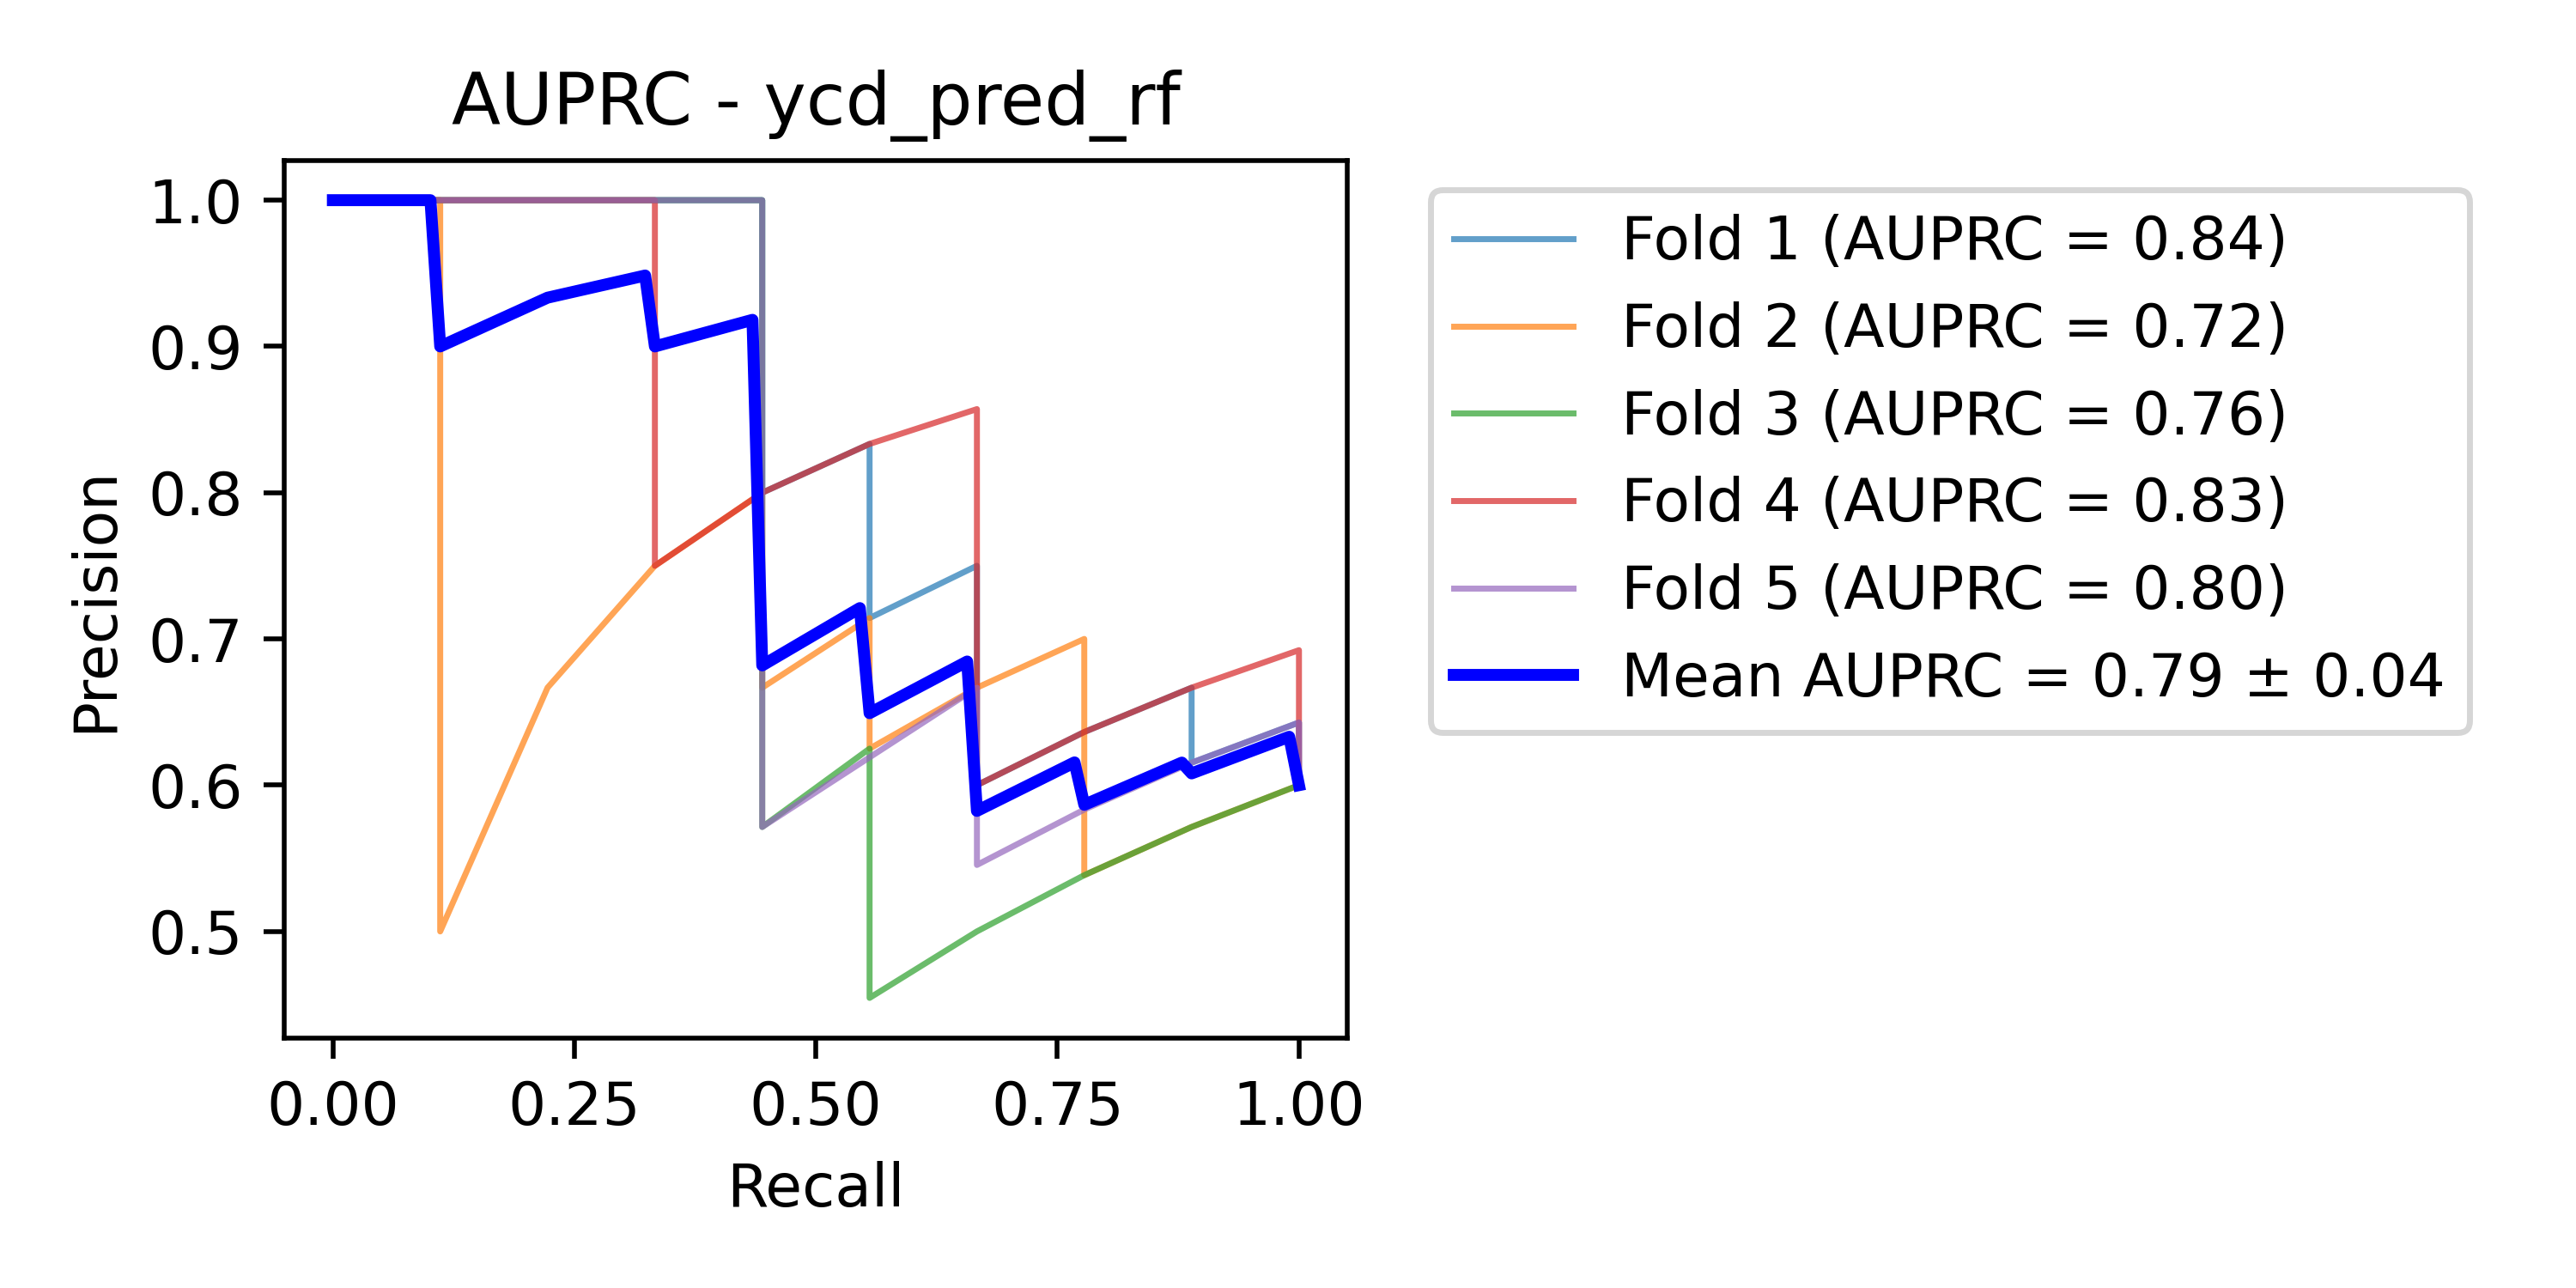 AUPRC - ycd_pred_rf
1.0
0.9
0.8
0.7
0.6
0.5
Precision
0.00 0.25 0.50 0.75 1.00
Recall
Fold 1 (AUPRC = 0.84)
Fold 2 (AUPRC = 0.72)
Fold 3 (AUPRC = 0.76)
Fold 4 (AUPRC = 0.83)
Fold 5 (AUPRC = 0.80)
Mean AUPRC = 0.79 ± 0.04